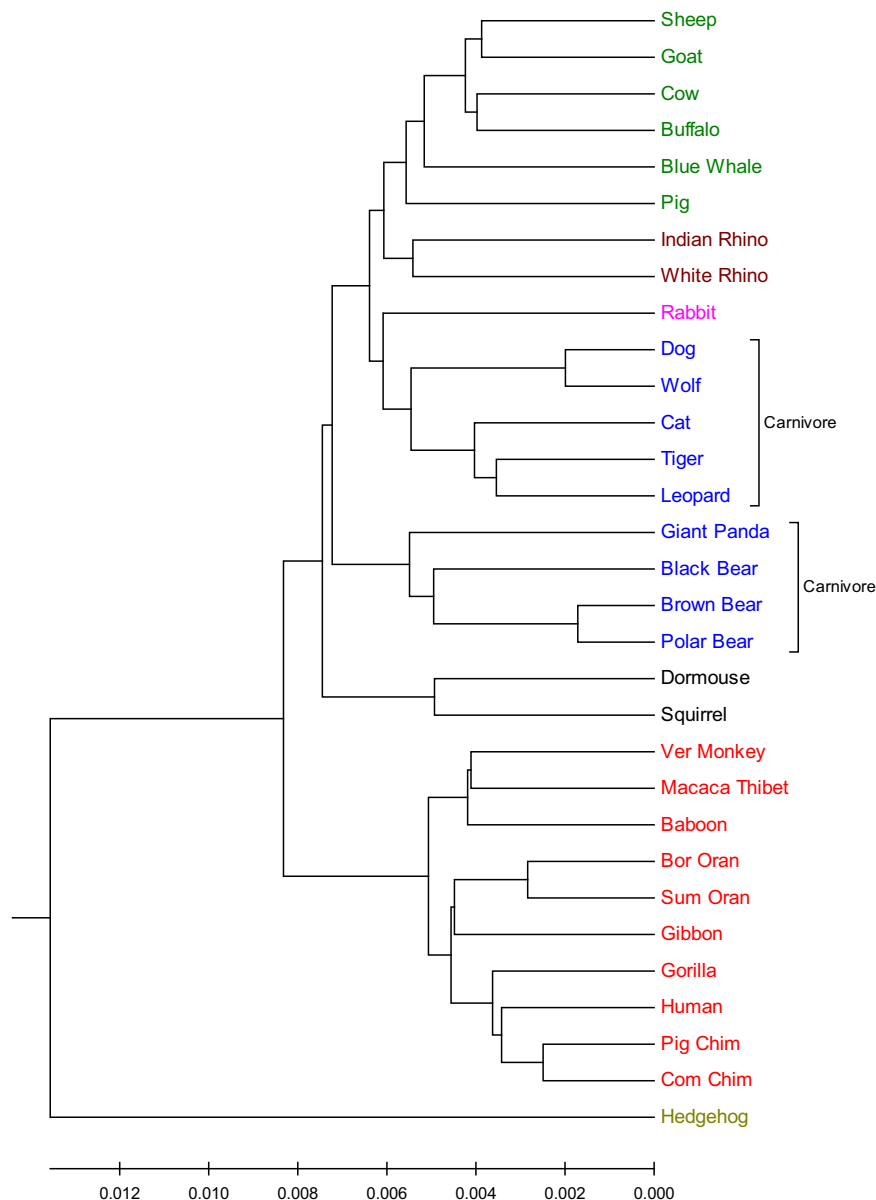 Sheep
Goat
Cow
Buffalo
Blue Whale
Pig
Indian Rhino
White Rhino
Rabbit
Dog
Wolf
Cat
Carnivore
Tiger
Leopard
Giant Panda
Black Bear
Carnivore
Brown Bear
Polar Bear
Dormouse
Squirrel
Ver Monkey
Macaca Thibet
Baboon
Bor Oran
Sum Oran
Gibbon
Gorilla
Human
Pig Chim
Com Chim
Hedgehog
0.012 0.010 0.008 0.006 0.004 0.002 0.000